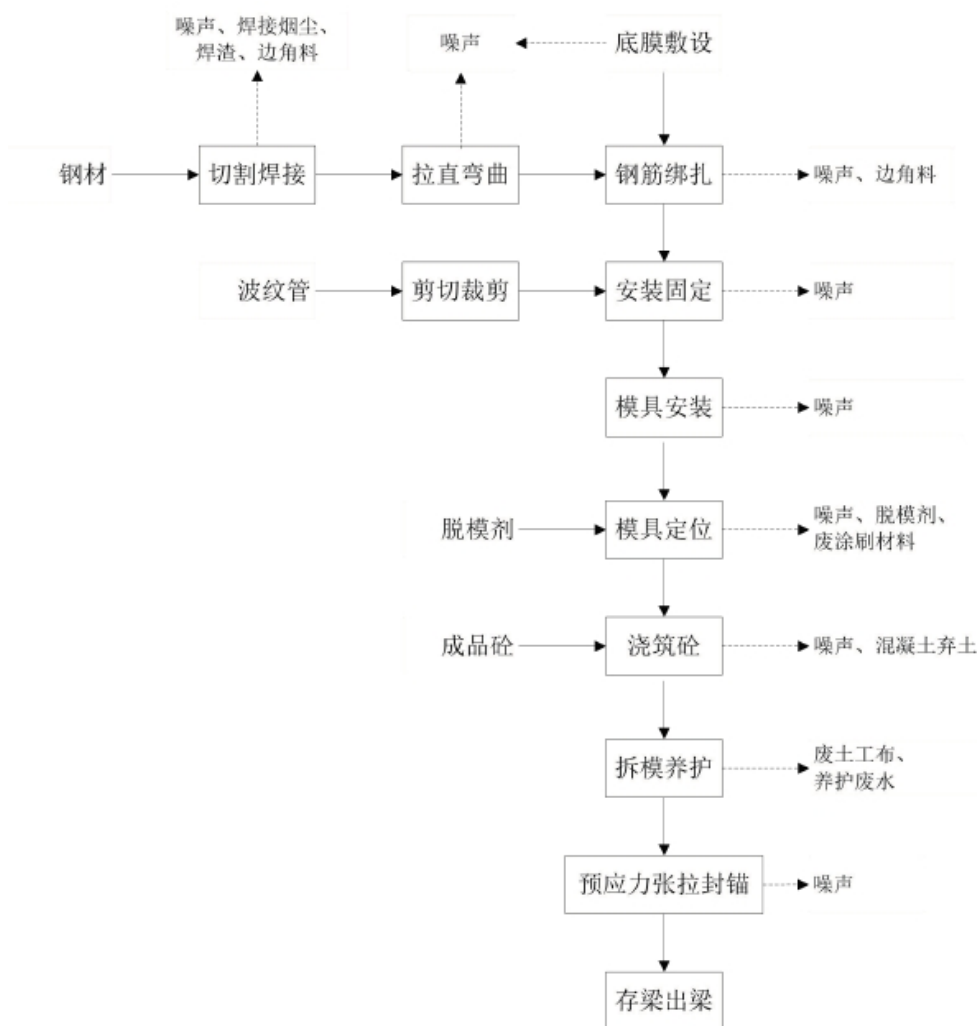 噪声、焊接烟尘、
焊渣、边角料
噪声
底膜敷设
钢材
切割焊接
拉直弯曲
钢筋绑扎
噪声、边角料
波纹管
剪切裁剪
安装固定
噪声
模具安装
噪声
脱模剂
模具定位
噪声、脱模剂、
废涂刷材料
成品砼
浇筑砼
噪声、混凝土弃土
拆模养护
废土工布、
养护废水
预应力张拉封锚
噪声
存梁出梁